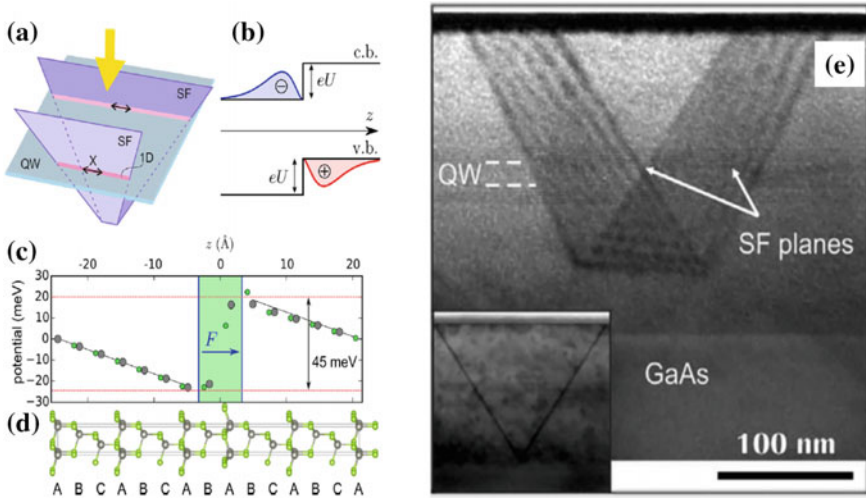 (a)
SF
SF
1D
X
QW
(b)
c.b.
eU
−
z
v.b.
eU
+
(c)
z (Å)
−20 −10 0 10 20
potential (meV)
30
20
10
0
−10
−20
−30
F
45 meV
(d)
A B C A B C A B A B C A B C A
(e)
QW
SF planes
GaAs
100 nm